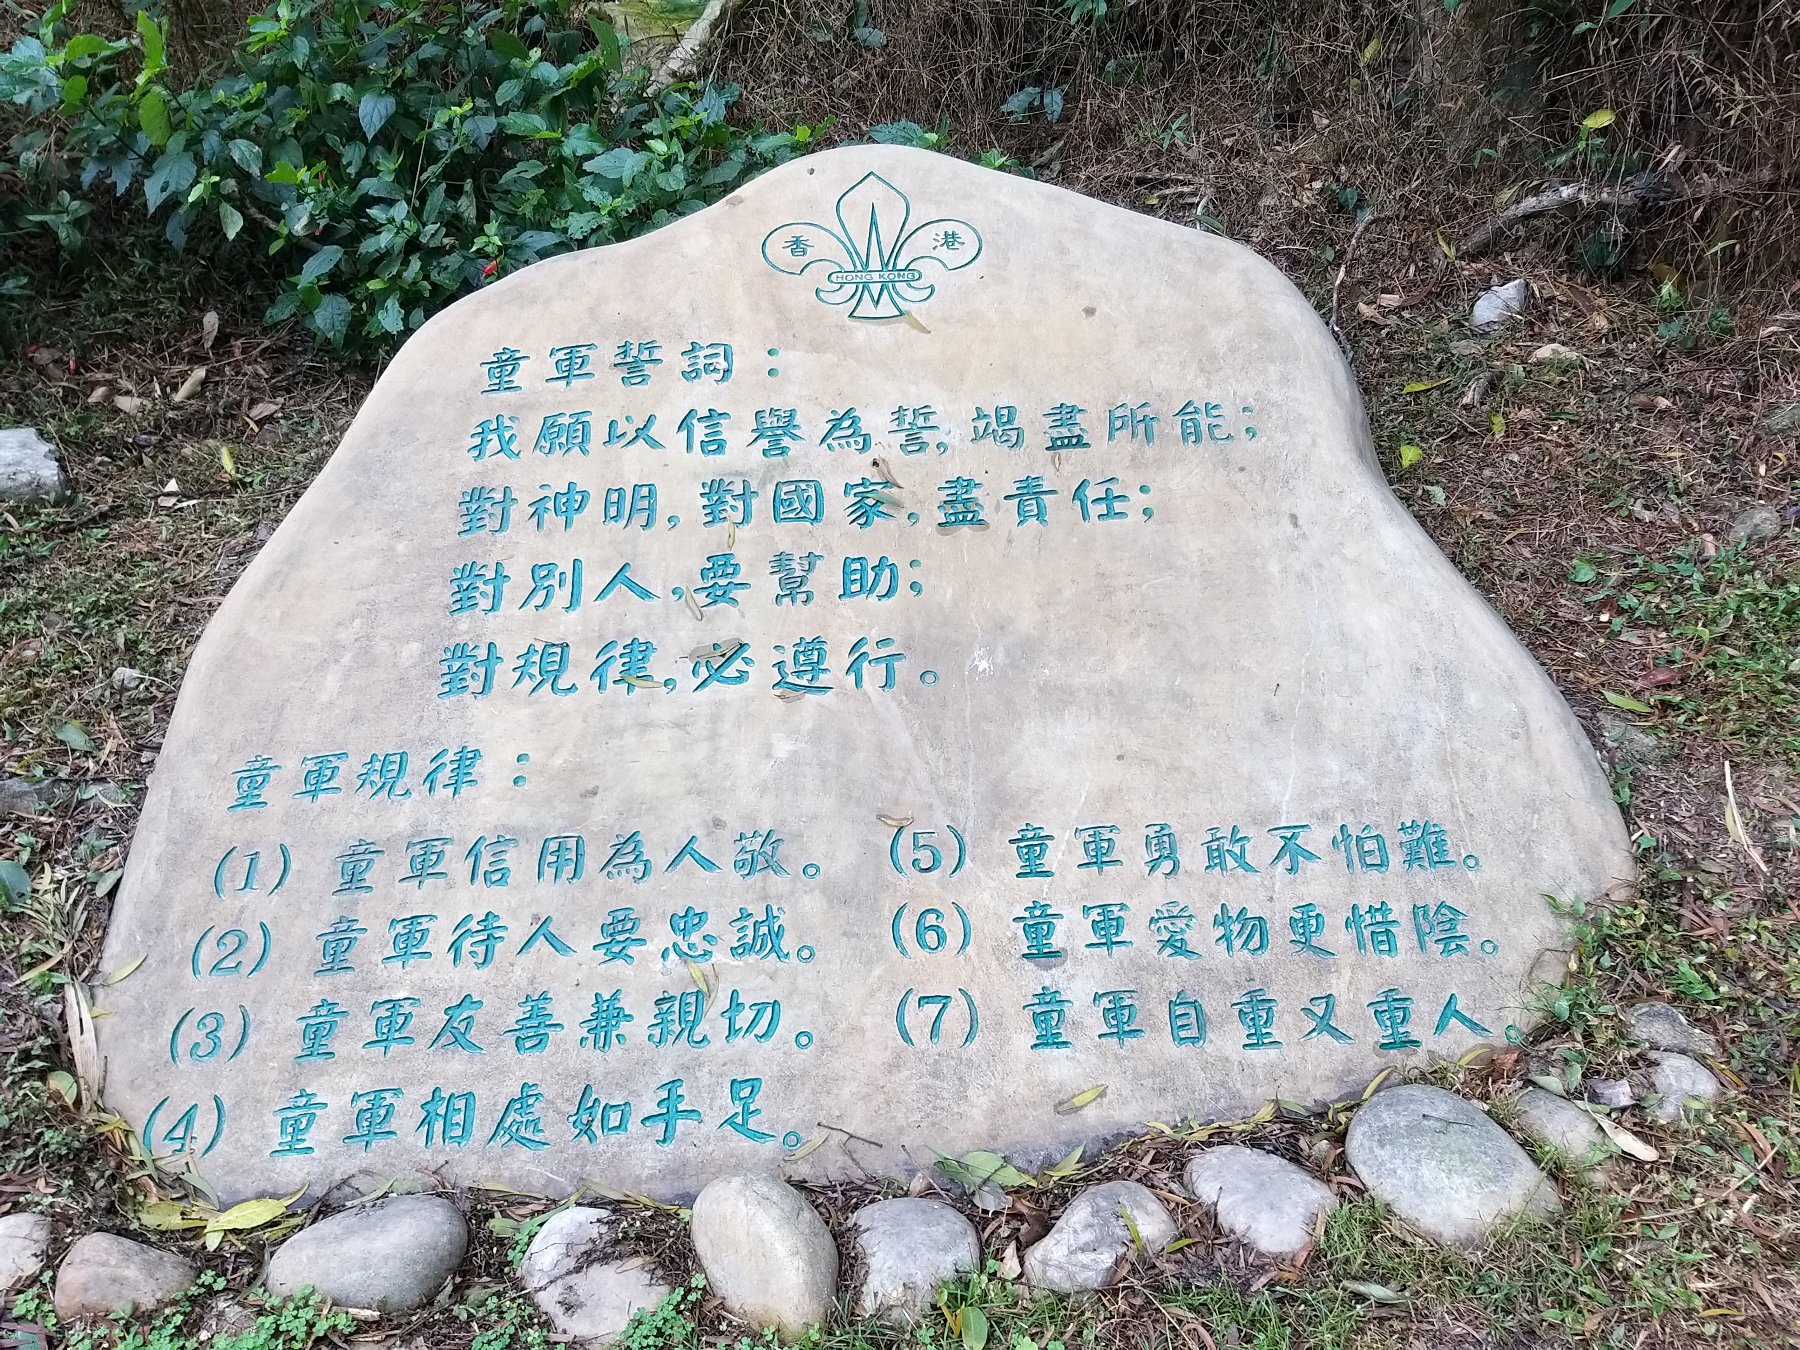 香 港
HONG KONG
童軍誓詞：
我願以信譽為誓,竭盡所能;
對神明,對國家,盡責任;
對別人,要幫助;
對規律,必遵行。
童軍規律：
(1) 童軍信用為人敬。
(2) 童軍待人要忠誠。
(3) 童軍友善兼親切。
(4) 童軍相處如手足。
(5) 童軍勇敢不怕難。
(6) 童軍愛物更惜陰。
(7) 童軍自重又重人。